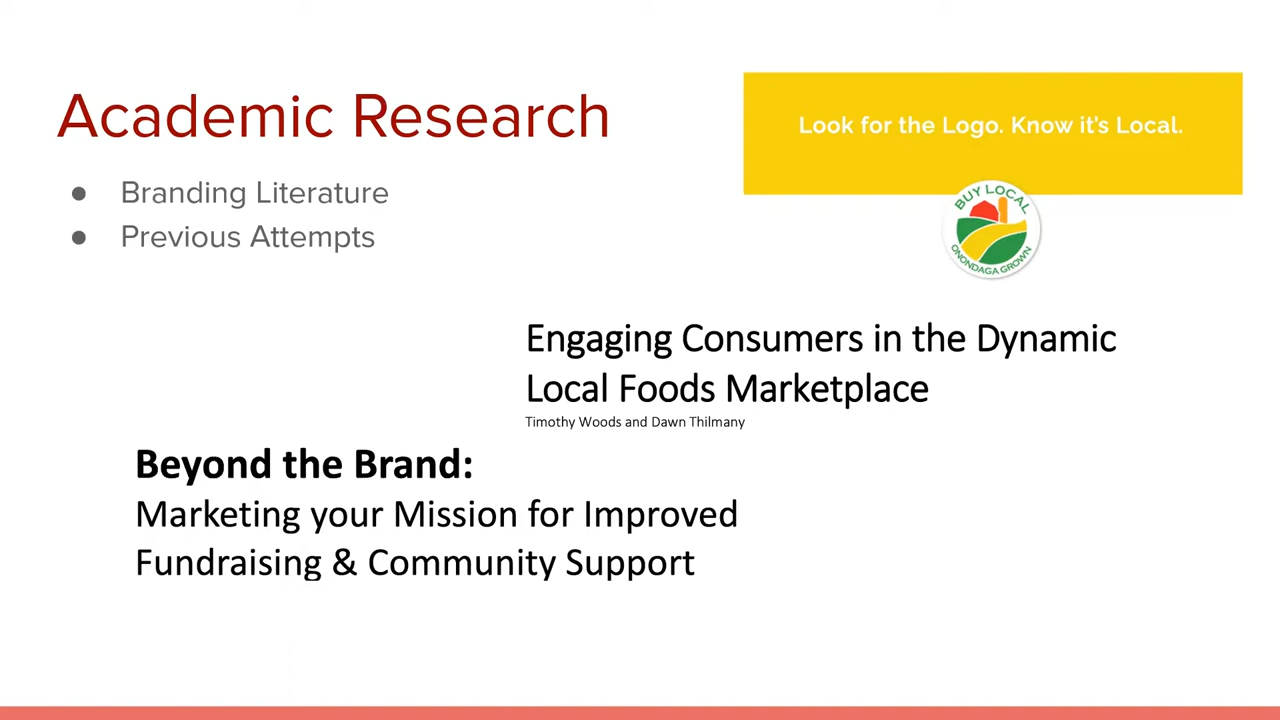 Academic Research
● Branding Literature
● Previous Attempts
Look for the Logo. Know it's Local.
BUY LOCAL
ONONDAGA GROWN
Engaging Consumers in the Dynamic
Local Foods Marketplace
Timothy Woods and Dawn Thilmany
Beyond the Brand:
Marketing your Mission for Improved
Fundraising & Community Support